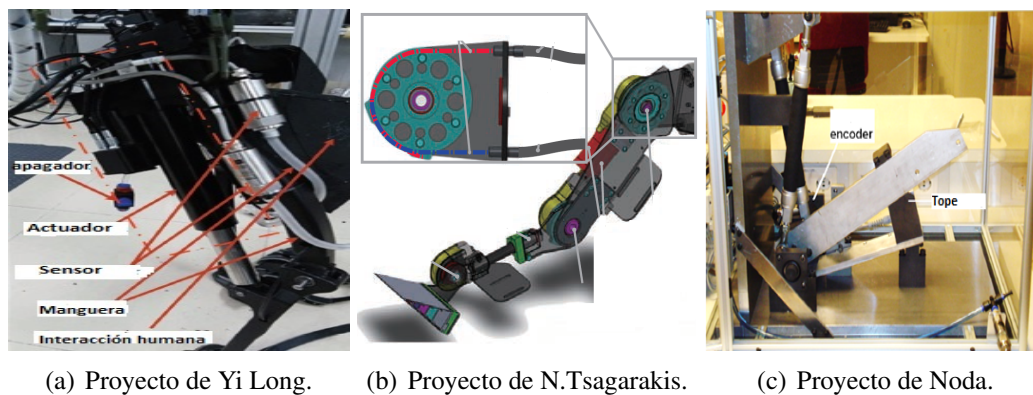 apagador
Actuador
Sensor
Manguera
Interacción humana
encoder
Tope
(a) Proyecto de Yi Long.
(b) Proyecto de N.Tsagarakis.
(c) Proyecto de Noda.